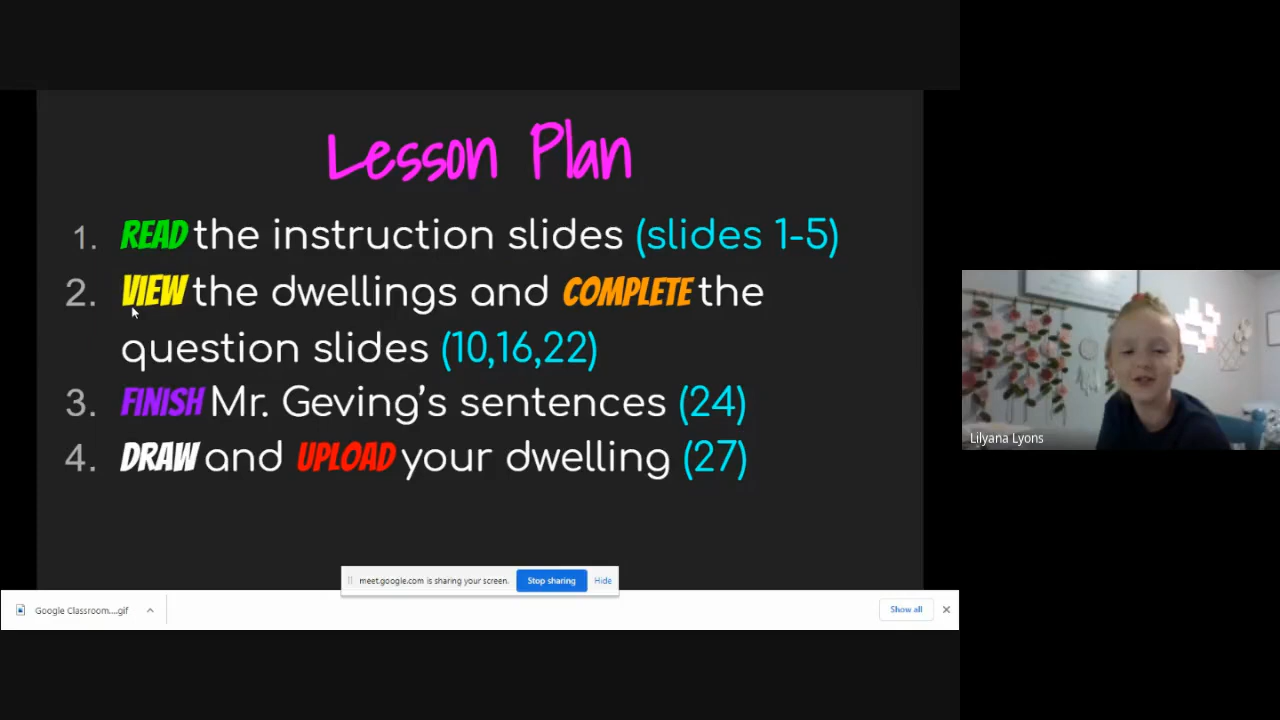 Lesson Plan
1. READ the instruction slides (slides 1-5)
2. VIEW the dwellings and COMPLETE the
question slides (10,16,22)
3. FINISH Mr. Geving's sentences (24)
4. DRAW and UPLOAD your dwelling (27)
Lilyana Lyons
meet.google.com is sharing your screen. Stop sharing Hide
Google Classroom....gif Show all